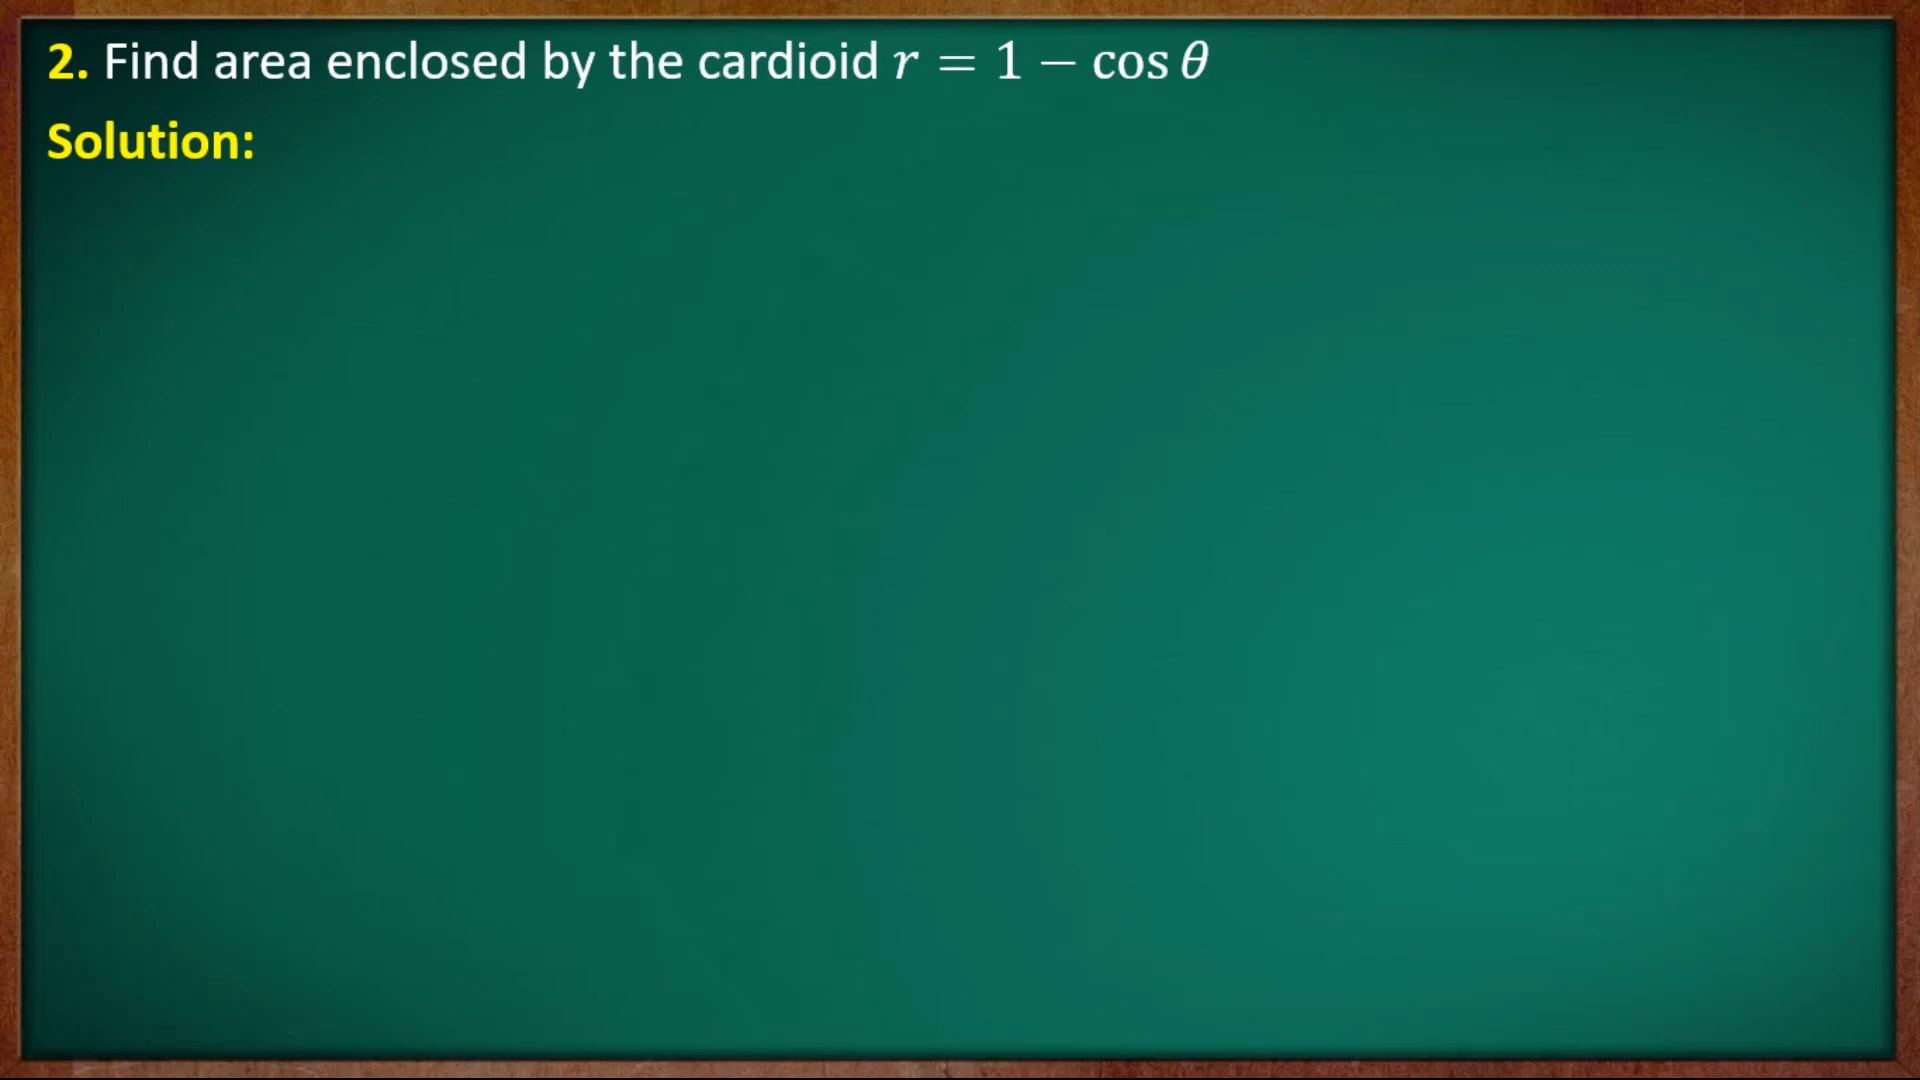 2. Find area enclosed by the cardioid r = 1 − cos θ
Solution: